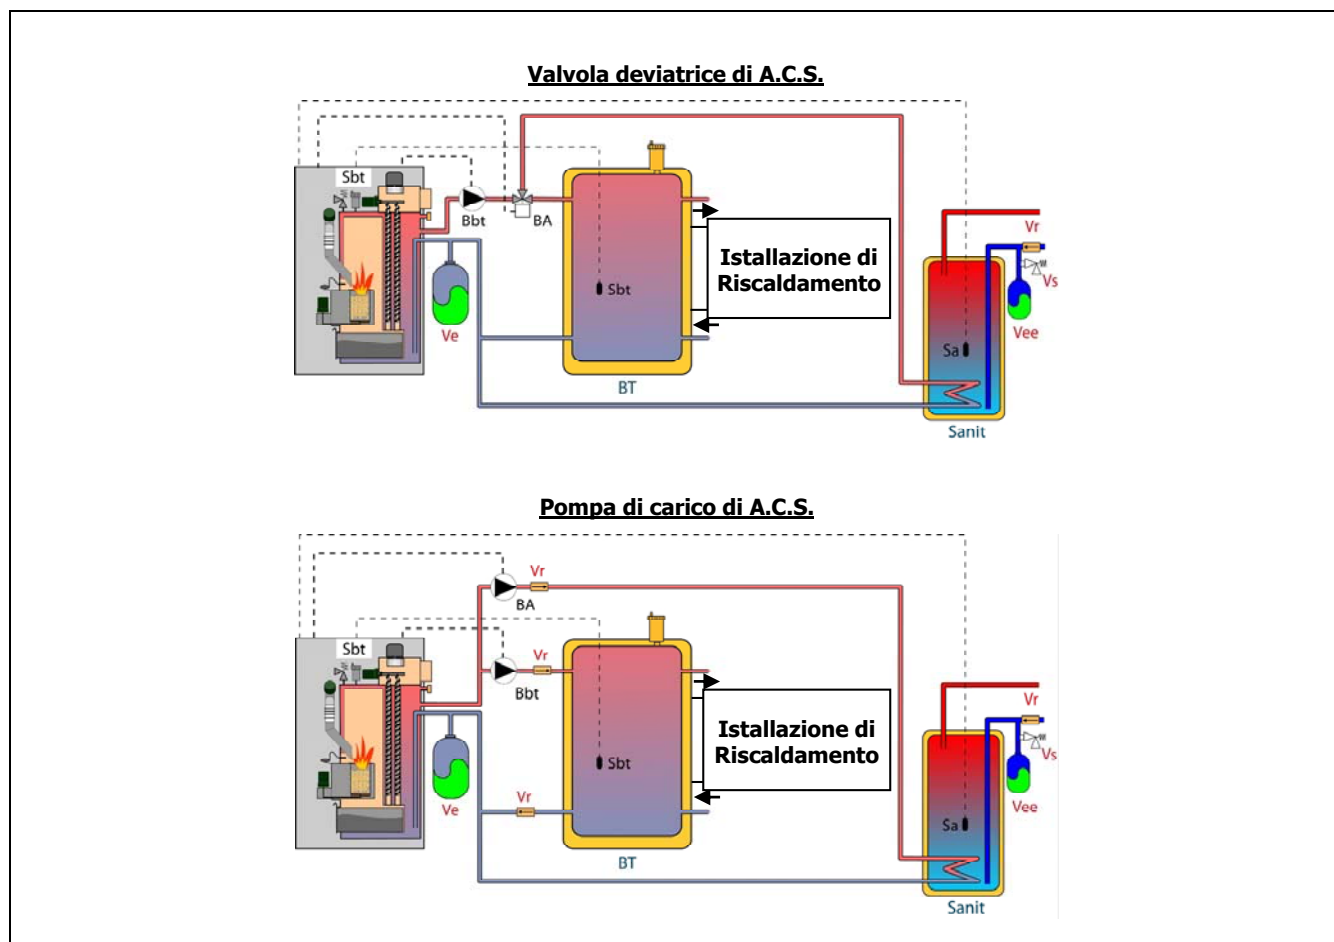 Valvola deviatrice di A.C.S.
Sbt
Bbt
BA
Istallazione di
Riscaldamento
Vr
Sbt
Vs
Ve
Vee
Sa
BT
Sanit
Pompa di carico di A.C.S.
Vr
BA
Sbt
Vr
Bbt
Istallazione di
Riscaldamento
Vr
Sbt
Vs
Vr
Ve
Vee
Sa
BT
Sanit